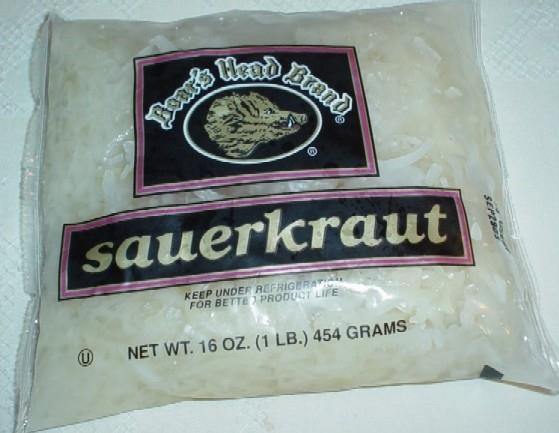 Boar's Head Brand
®
®
sauerkraut
KEEP UNDER REFRIGERATION
FOR BETTER PRODUCT LIFE
U
NET WT. 16 OZ. (1 LB.) 454 GRAMS